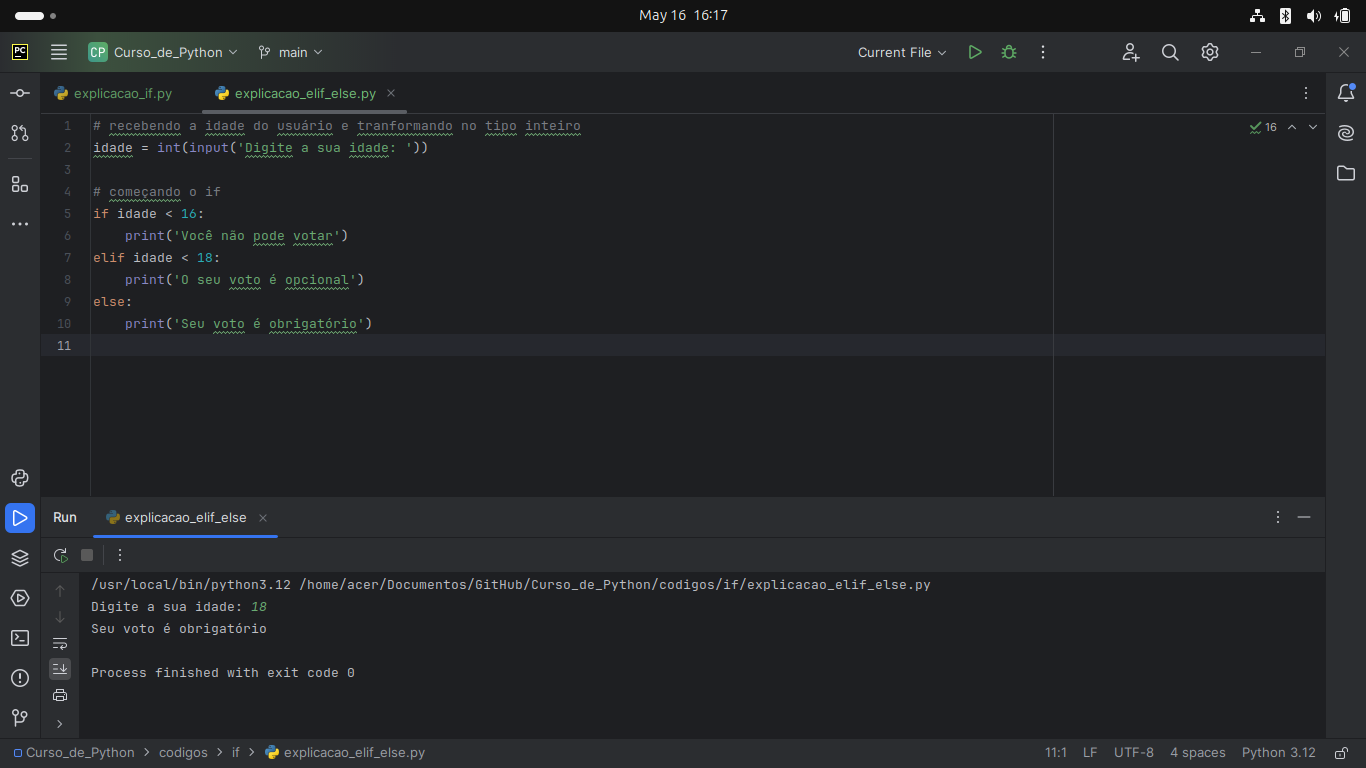 May 16 16:17
PC
CP Curso_de_Python
main
Current File
explicacao_if.py
explicacao_elif_else.py
16
1 # recebendo a idade do usuário e tranformando no tipo inteiro
2 idade = int(input('Digite a sua idade: '))
3
4 # começando o if
5 if idade < 16:
6 print('Você não pode votar')
7 elif idade < 18:
8 print('O seu voto é opcional')
9 else:
10 print('Seu voto é obrigatório')
11
Run explicacao_elif_else
/usr/local/bin/python3.12 /home/acer/Documentos/GitHub/Curso_de_Python/codigos/if/explicacao_elif_else.py
Digite a sua idade: 18
Seu voto é obrigatório
Process finished with exit code 0
Curso_de_Python > codigos > if > explicacao_elif_else.py
11:1 LF UTF-8 4 spaces Python 3.12